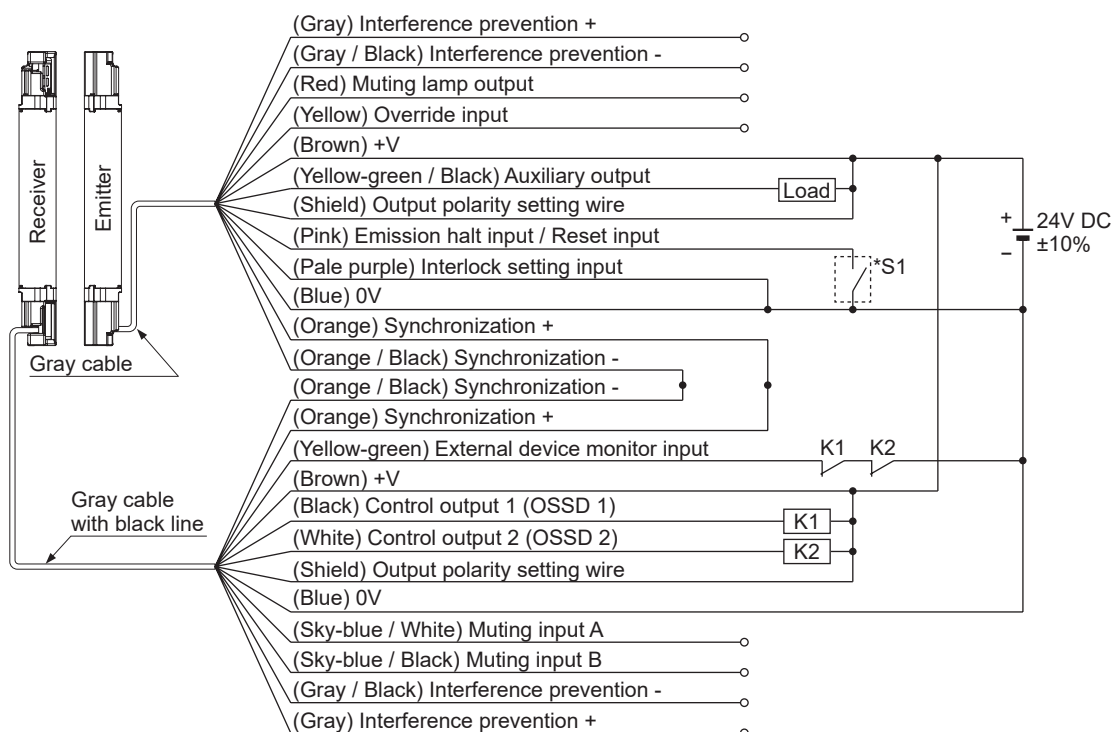 (Gray) Interference prevention +
(Gray / Black) Interference prevention -
(Red) Muting lamp output
(Yellow) Override input
(Brown) +V
(Yellow-green / Black) Auxiliary output
Load
(Shield) Output polarity setting wire
(Pink) Emission halt input / Reset input
(Pale purple) Interlock setting input
(Blue) 0V
(Orange) Synchronization +
(Orange / Black) Synchronization -
Receiver
Emitter
Gray cable
+
−
24V DC
±10%
*S1
(Orange / Black) Synchronization -
(Orange) Synchronization +
(Yellow-green) External device monitor input
K1
K2
(Brown) +V
(Black) Control output 1 (OSSD 1)
K1
(White) Control output 2 (OSSD 2)
K2
(Shield) Output polarity setting wire
(Blue) 0V
(Sky-blue / White) Muting input A
(Sky-blue / Black) Muting input B
(Gray / Black) Interference prevention -
(Gray) Interference prevention +
Gray cable
with black line